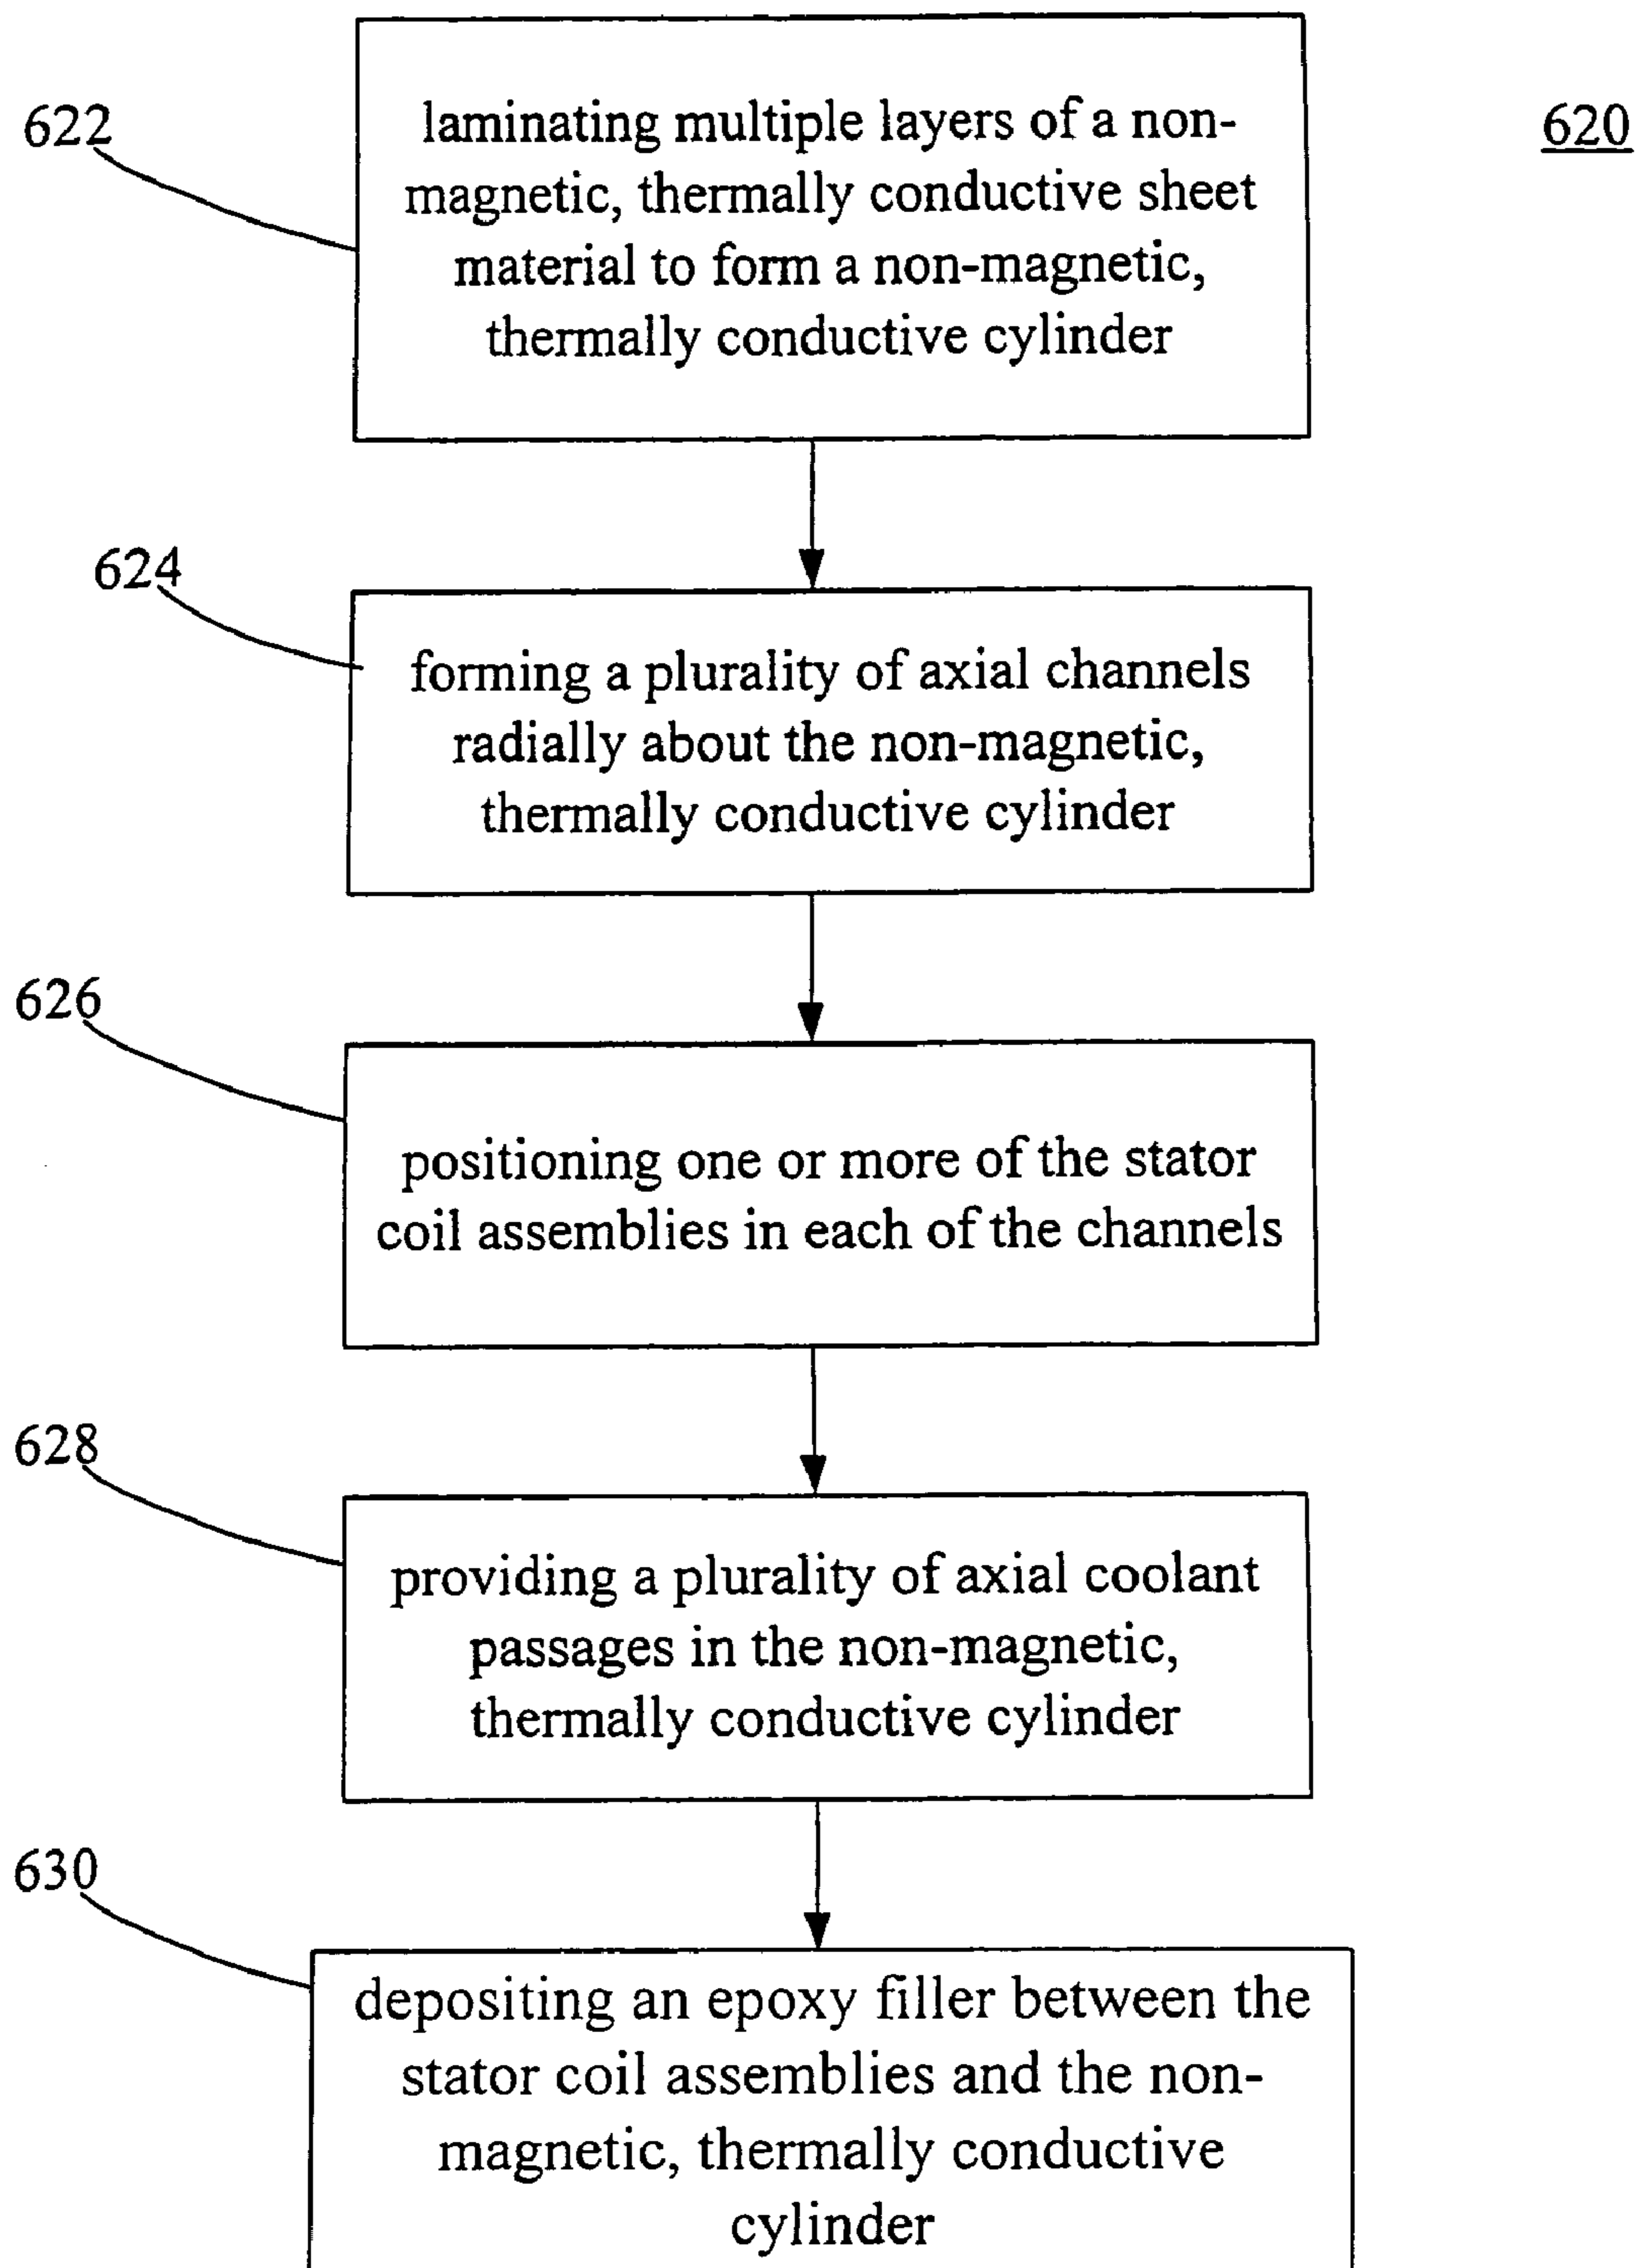 622
620
laminating multiple layers of a non-
magnetic, thermally conductive sheet
material to form a non-magnetic,
thermally conductive cylinder
624
forming a plurality of axial channels
radially about the non-magnetic,
thermally conductive cylinder
626
positioning one or more of the stator
coil assemblies in each of the channels
628
providing a plurality of axial coolant
passages in the non-magnetic,
thermally conductive cylinder
630
depositing an epoxy filler between the
stator coil assemblies and the non-
magnetic, thermally conductive
cylinder